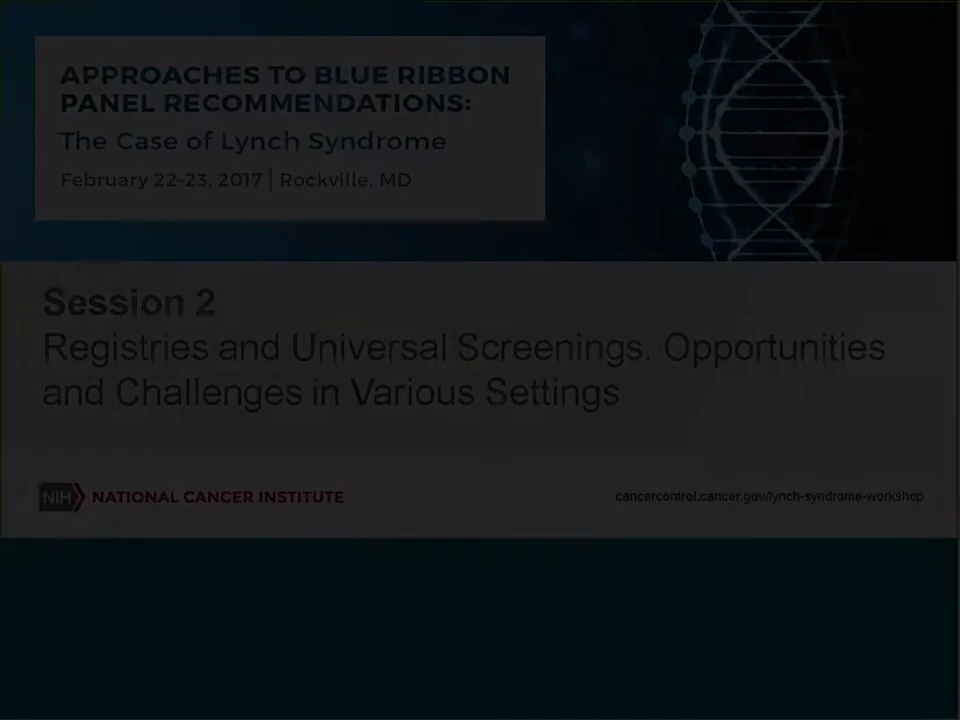 APPROACHES TO BLUE RIBBON
PANEL RECOMMENDATIONS:
The Case of Lynch Syndrome
February 22-23, 2017 | Rockville, MD
Session 2
Registries and Universal Screenings. Opportunities
and Challenges in Various Settings
NIH NATIONAL CANCER INSTITUTE
cancercontrol.cancer.gov/lynch-syndrome-workshop